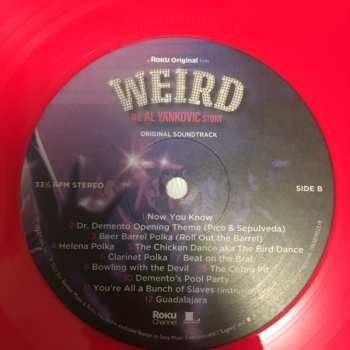 A Roku Original FILM
WEIRD
THE AL YANKOVIC STORY
ORIGINAL SOUNDTRACK
33⅓ RPM STEREO
SIDE B
1 Now You Know
2 Dr. Demento Opening Theme (Pico & Sepulveda)
3 Beer Barrel Polka (Roll Out the Barrel)
4 Helena Polka 5 The Chicken Dance aka The Bird Dance
6 Clarinet Polka 7 Beat on the Brat
8 Bowling with the Devil 9 The Cobra Pit
10 Demento's Pool Party
11 You're All a Bunch of Slaves (Instrumental)
12 Guadalajara
Roku
Channel